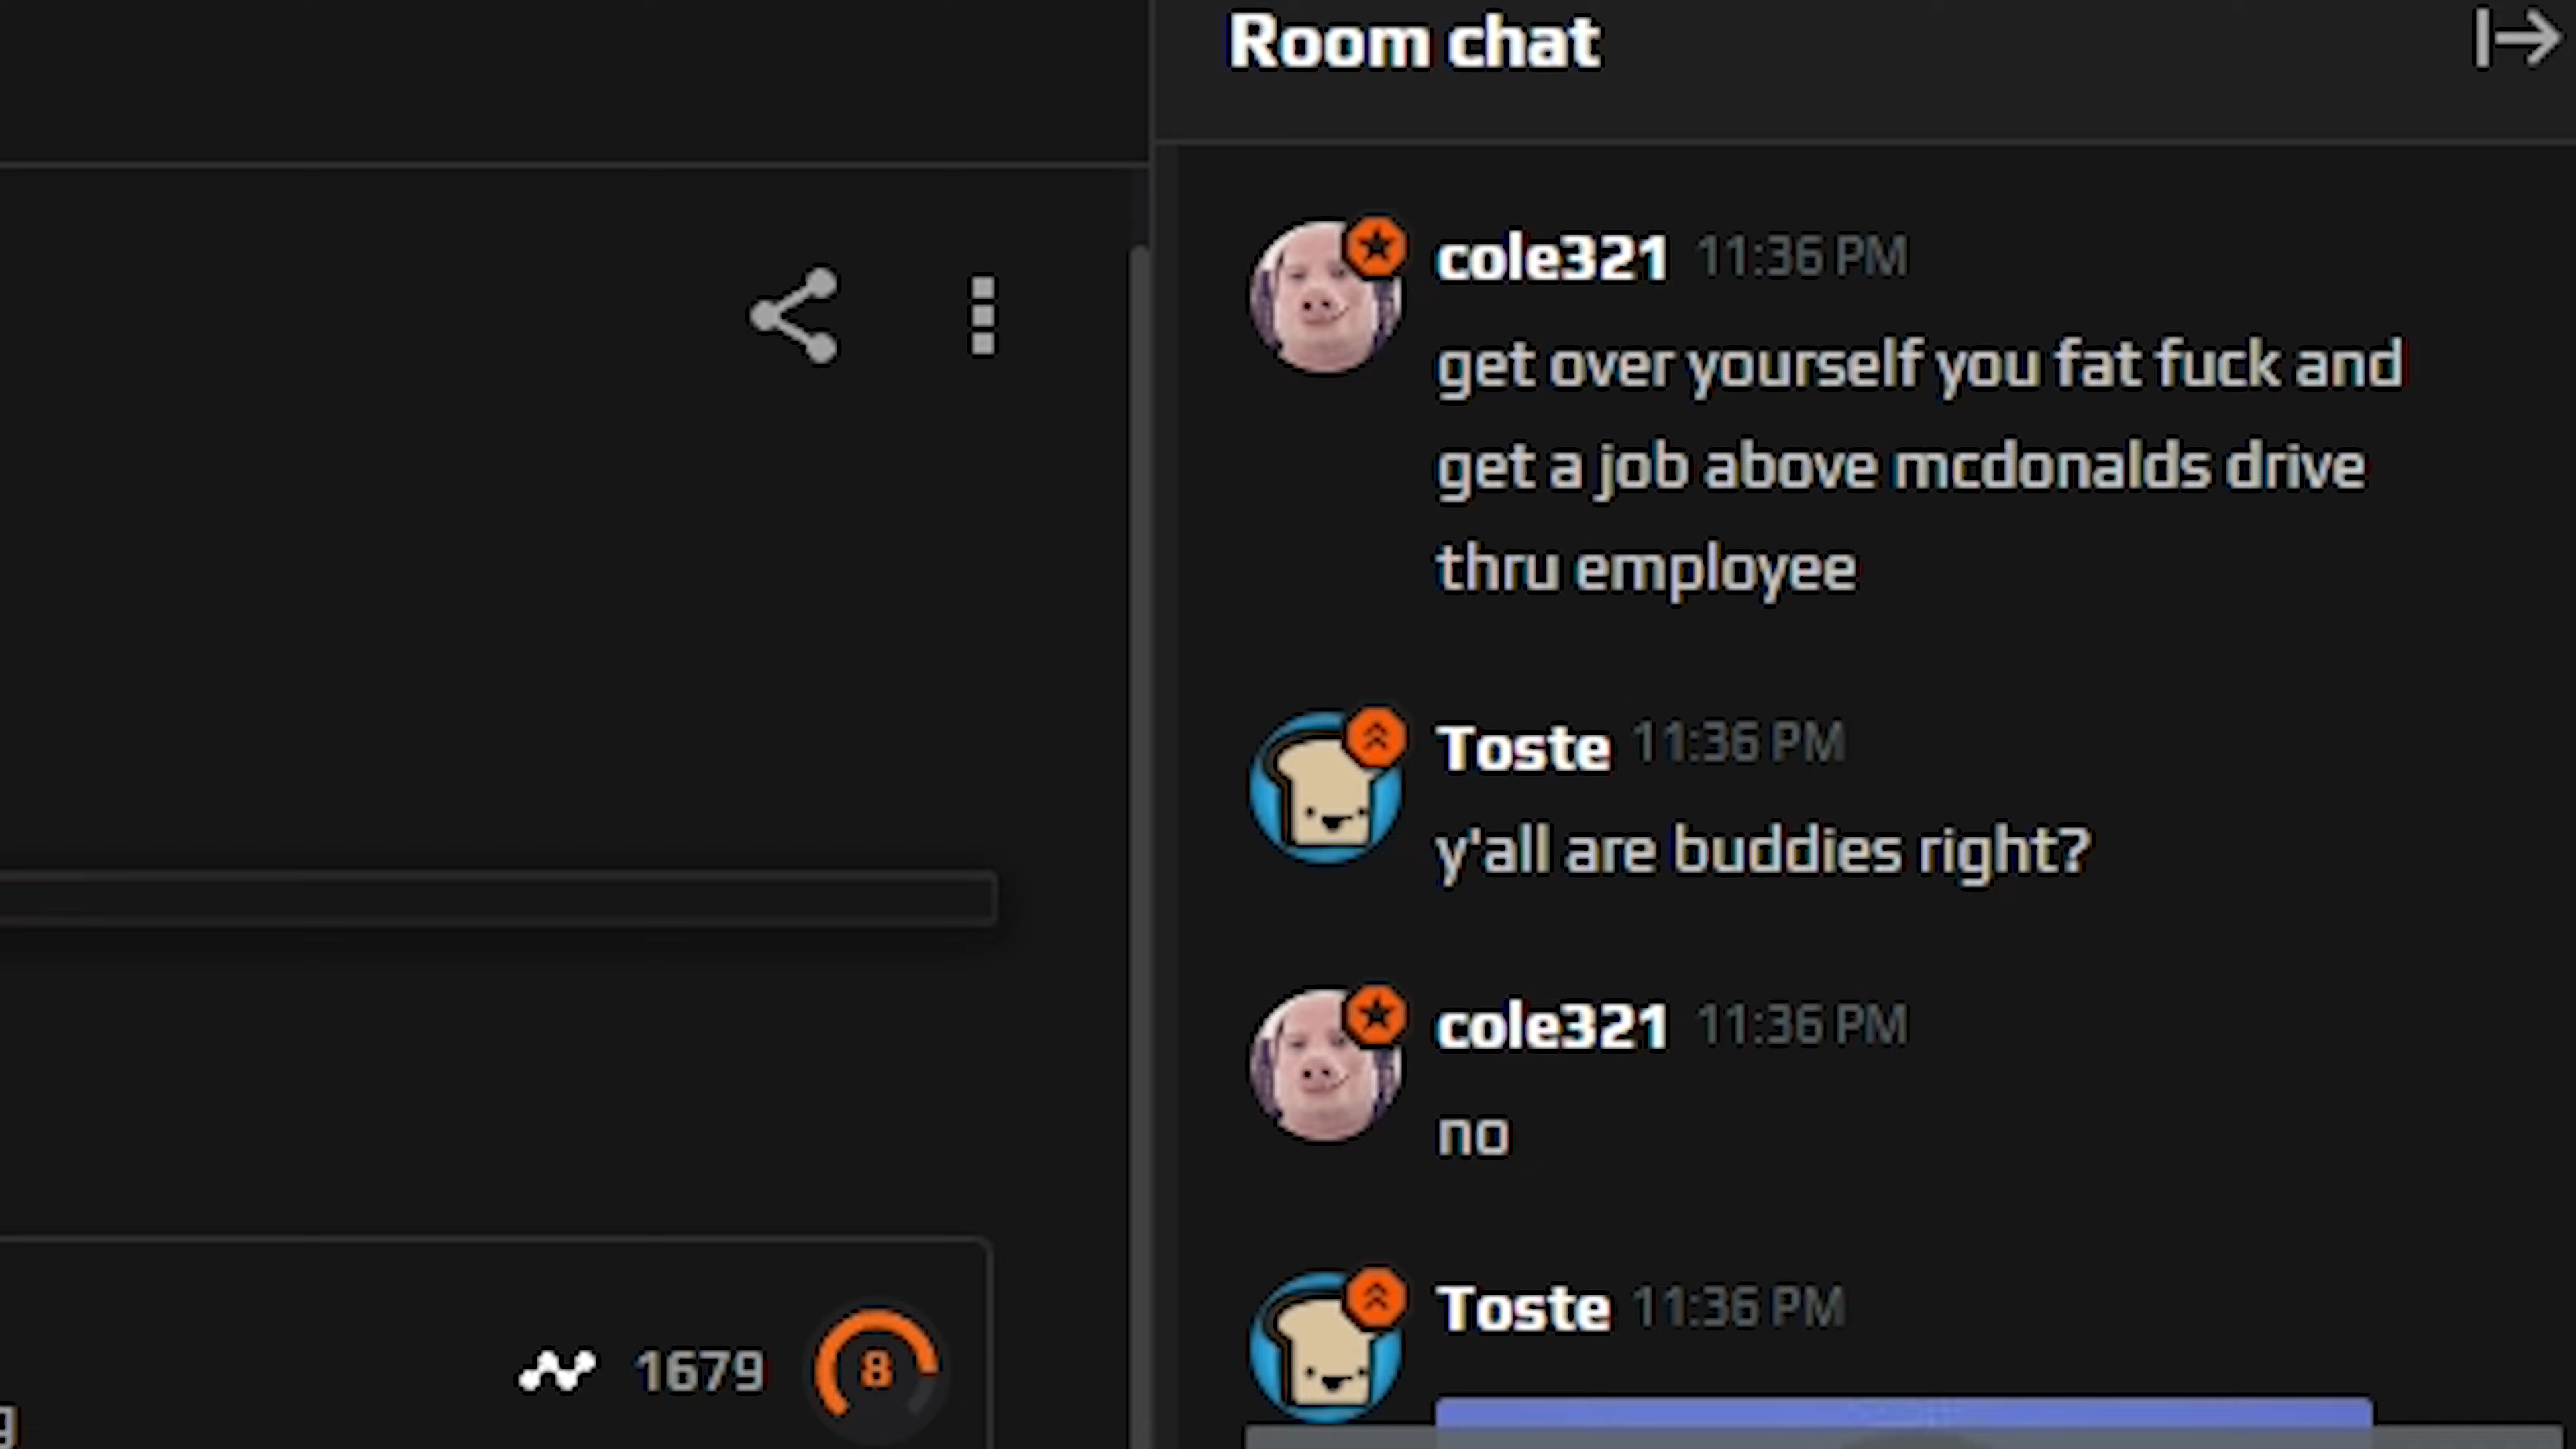 Room chat
cole321 11:36 PM
get over yourself you fat fuck and
get a job above mcdonalds drive
thru employee
Toste 11:36 PM
y'all are buddies right?
cole321 11:36 PM
no
Toste 11:36 PM
1679 8